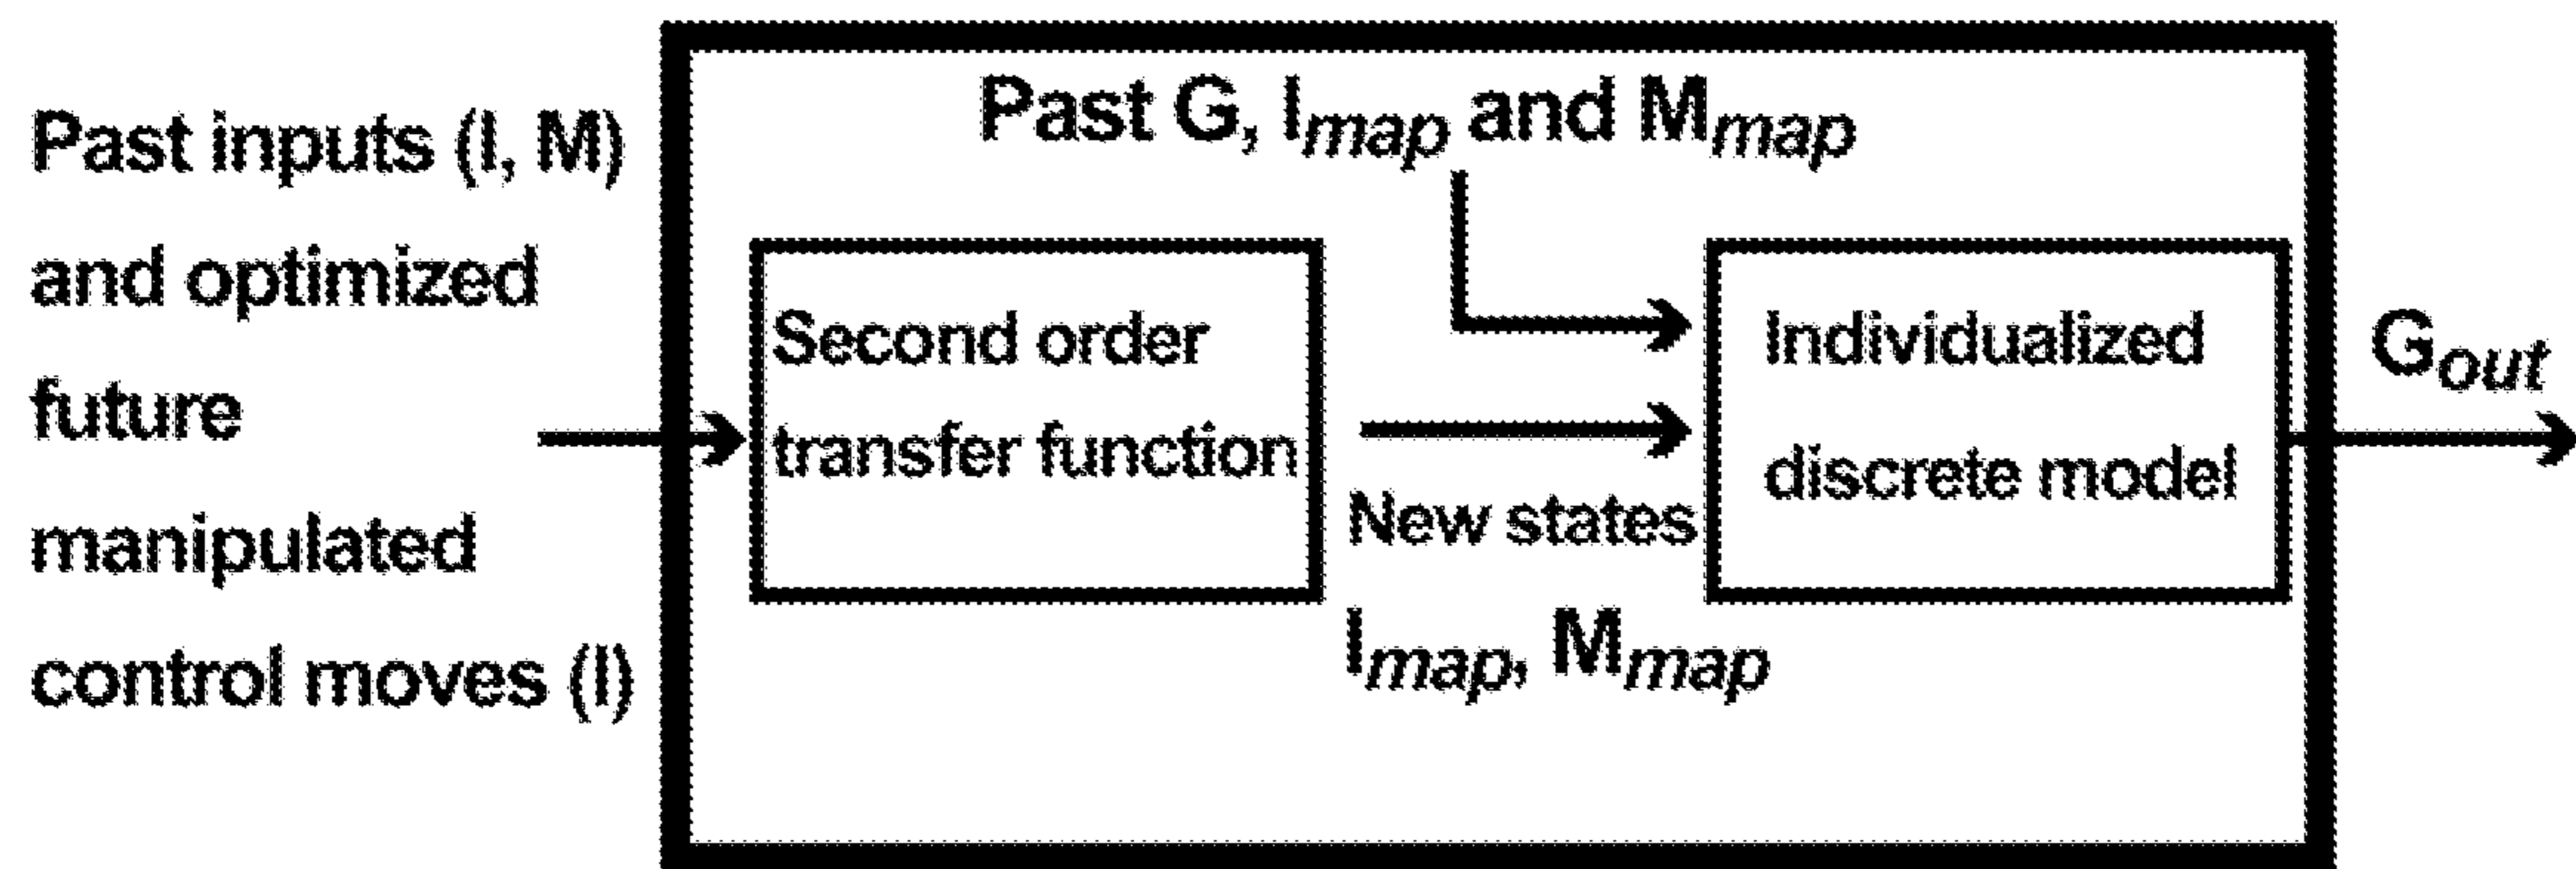 Past inputs (I, M)
and optimized
future
manipulated
control moves (I)
Past G, Imap and Mmap
Second order
transfer function
New states
Imap, Mmap
Individualized
discrete model
Gout